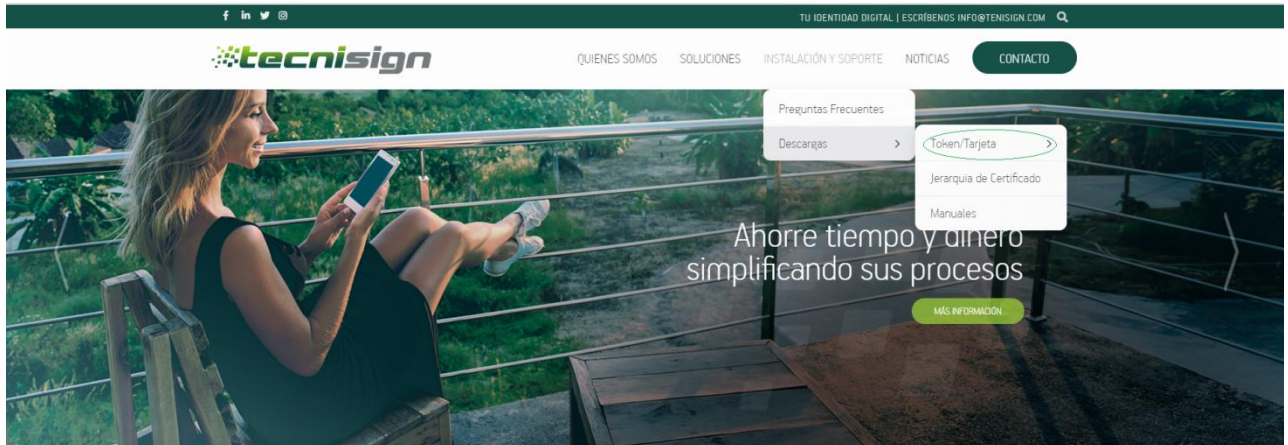 TU IDENTIDAD DIGITAL | ESCRÍBENOS INFO@TENISIGN.COM
tecnisign
QUIENES SOMOS SOLUCIONES INSTALACIÓN Y SOPORTE NOTICIAS CONTACTO
Preguntas Frecuentes
Descargas
Token/Tarjeta
Jerarquia de Certificado
Manuales
Ahorre tiempo y dinero
simplificando sus procesos
MÁS INFORMACIÓN...